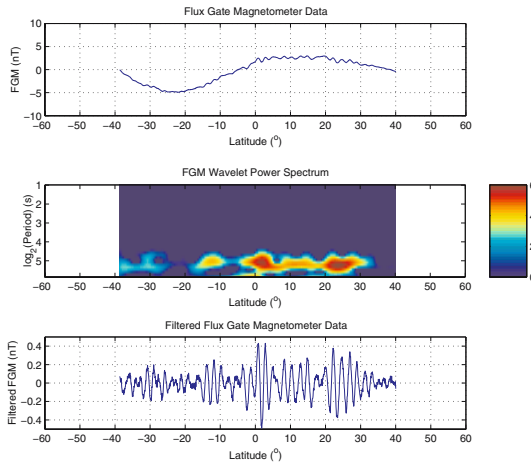 Flux Gate Magnetometer Data
10
5
0
−5
−10
FGM (nT)
−60 −50 −40 −30 −20 −10 0 10 20 30 40 50 60
Latitude (°)
FGM Wavelet Power Spectrum
1
2
3
4
5
log2(Period) (s)
−60 −50 −40 −30 −20 −10 0 10 20 30 40 50 60
Latitude (°)
Filtered Flux Gate Magnetometer Data
0.4
0.2
0
−0.2
−0.4
Filtered FGM (nT)
−60 −50 −40 −30 −20 −10 0 10 20 30 40 50 60
Latitude (°)